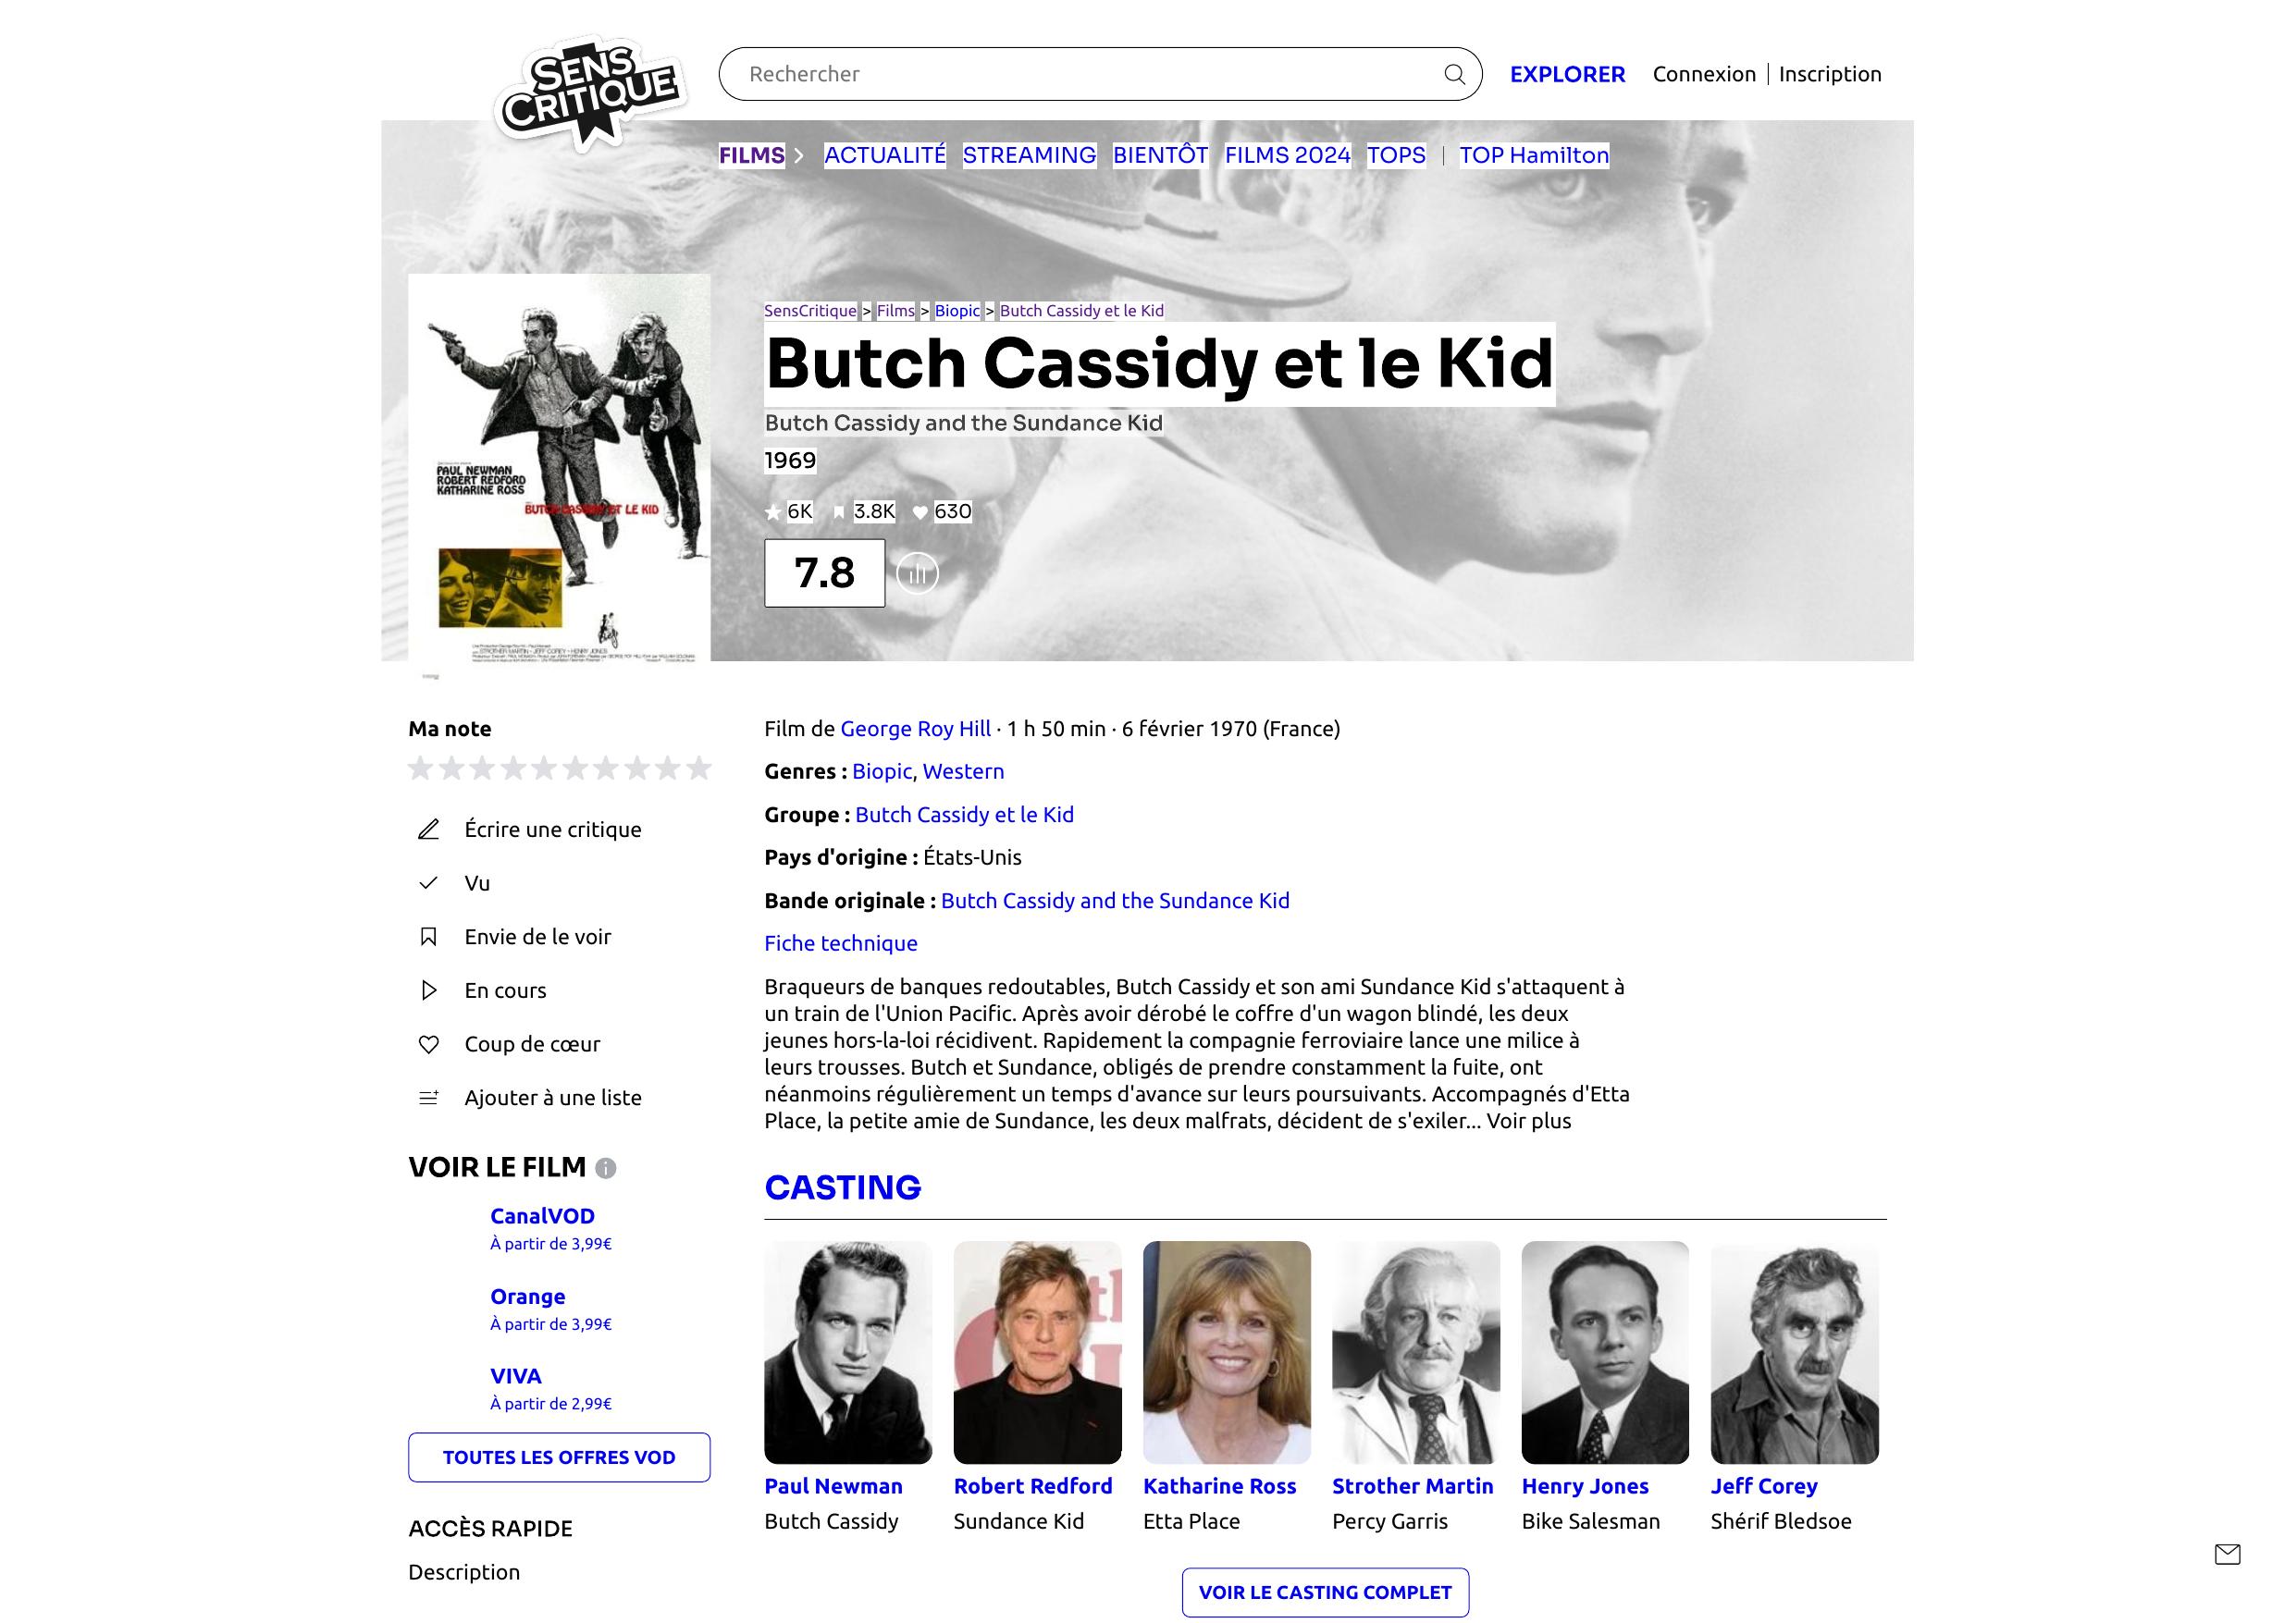 SENS
CRITIQUE
Rechercher
EXPLORER
Connexion
Inscription
FILMS
ACTUALITÉ
STREAMING
BIENTÔT
FILMS 2024
TOPS
TOP Hamilton
PAUL NEWMAN
ROBERT REDFORD
KATHARINE ROSS
BUTCH CASSIDY ET LE KID
STROTHER MARTIN - JEFF COREY - HENRY JONES
SensCritique > Films > Biopic > Butch Cassidy et le Kid
Butch Cassidy et le Kid
Butch Cassidy and the Sundance Kid
1969
6K 3.8K 630
7.8
Ma note
Écrire une critique
Vu
Envie de le voir
En cours
Coup de cœur
Ajouter à une liste
VOIR LE FILM
CanalVOD
À partir de 3,99€
Orange
À partir de 3,99€
VIVA
À partir de 2,99€
TOUTES LES OFFRES VOD
ACCÈS RAPIDE
Description
Film de George Roy Hill · 1 h 50 min · 6 février 1970 (France)
Genres : Biopic, Western
Groupe : Butch Cassidy et le Kid
Pays d'origine : États-Unis
Bande originale : Butch Cassidy and the Sundance Kid
Fiche technique
Braqueurs de banques redoutables, Butch Cassidy et son ami Sundance Kid s'attaquent à
un train de l'Union Pacific. Après avoir dérobé le coffre d'un wagon blindé, les deux
jeunes hors-la-loi récidivent. Rapidement la compagnie ferroviaire lance une milice à
leurs trousses. Butch et Sundance, obligés de prendre constamment la fuite, ont
néanmoins régulièrement un temps d'avance sur leurs poursuivants. Accompagnés d'Etta
Place, la petite amie de Sundance, les deux malfrats, décident de s'exiler... Voir plus
CASTING
Paul Newman
Butch Cassidy
Robert Redford
Sundance Kid
Katharine Ross
Etta Place
Strother Martin
Percy Garris
Henry Jones
Bike Salesman
Jeff Corey
Shérif Bledsoe
VOIR LE CASTING COMPLET